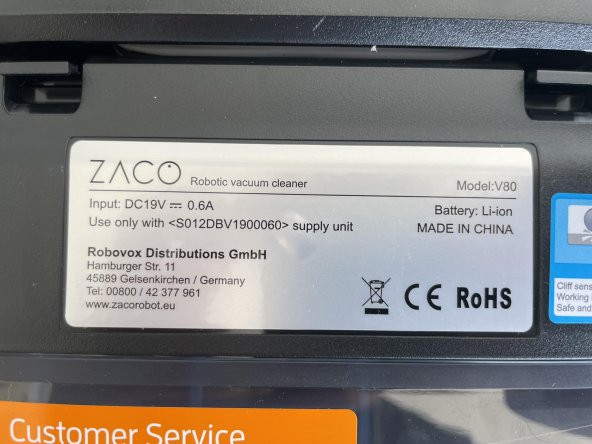 ZACO Robotic vacuum cleaner Model:V80
Input: DC19V ⎓ 0.6A Battery: Li-ion
Use only with <S012DBV1900060> supply unit MADE IN CHINA
Robovox Distributions GmbH
Hamburger Str. 11
45889 Gelsenkirchen / Germany
Tel: 00800 / 42 377 961
www.zacorobot.eu
CE RoHS
Cliff sens
Working
Safe and
Customer Service